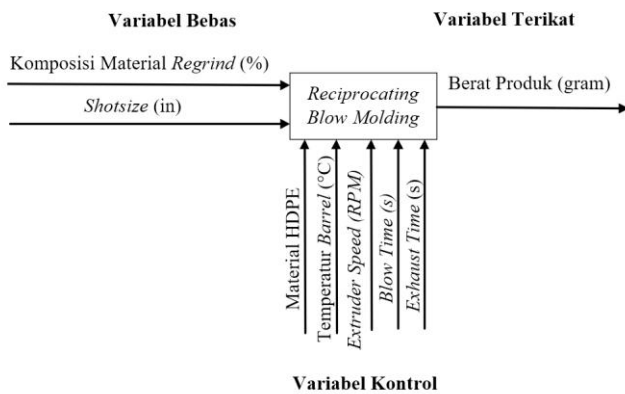 Variabel Bebas
Variabel Terikat
Komposisi Material Regrind (%)
Shotsize (in)
Reciprocating
Blow Molding
Berat Produk (gram)
Material HDPE
Temperatur Barrel (°C)
Extruder Speed (RPM)
Blow Time (s)
Exhaust Time (s)
Variabel Kontrol